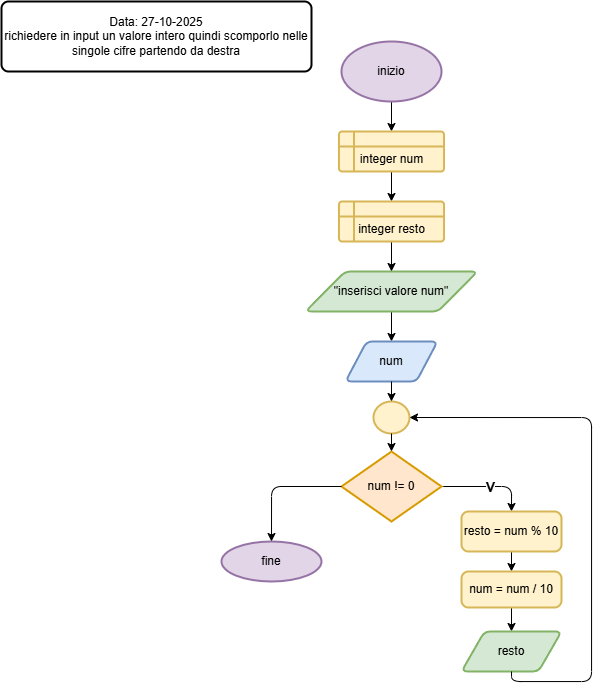 Data: 27-10-2025
richiedere in input un valore intero quindi scomporlo nelle
singole cifre partendo da destra
inizio
integer num
integer resto
"inserisci valore num"
num
num != 0
V
resto = num % 10
fine
num = num / 10
resto